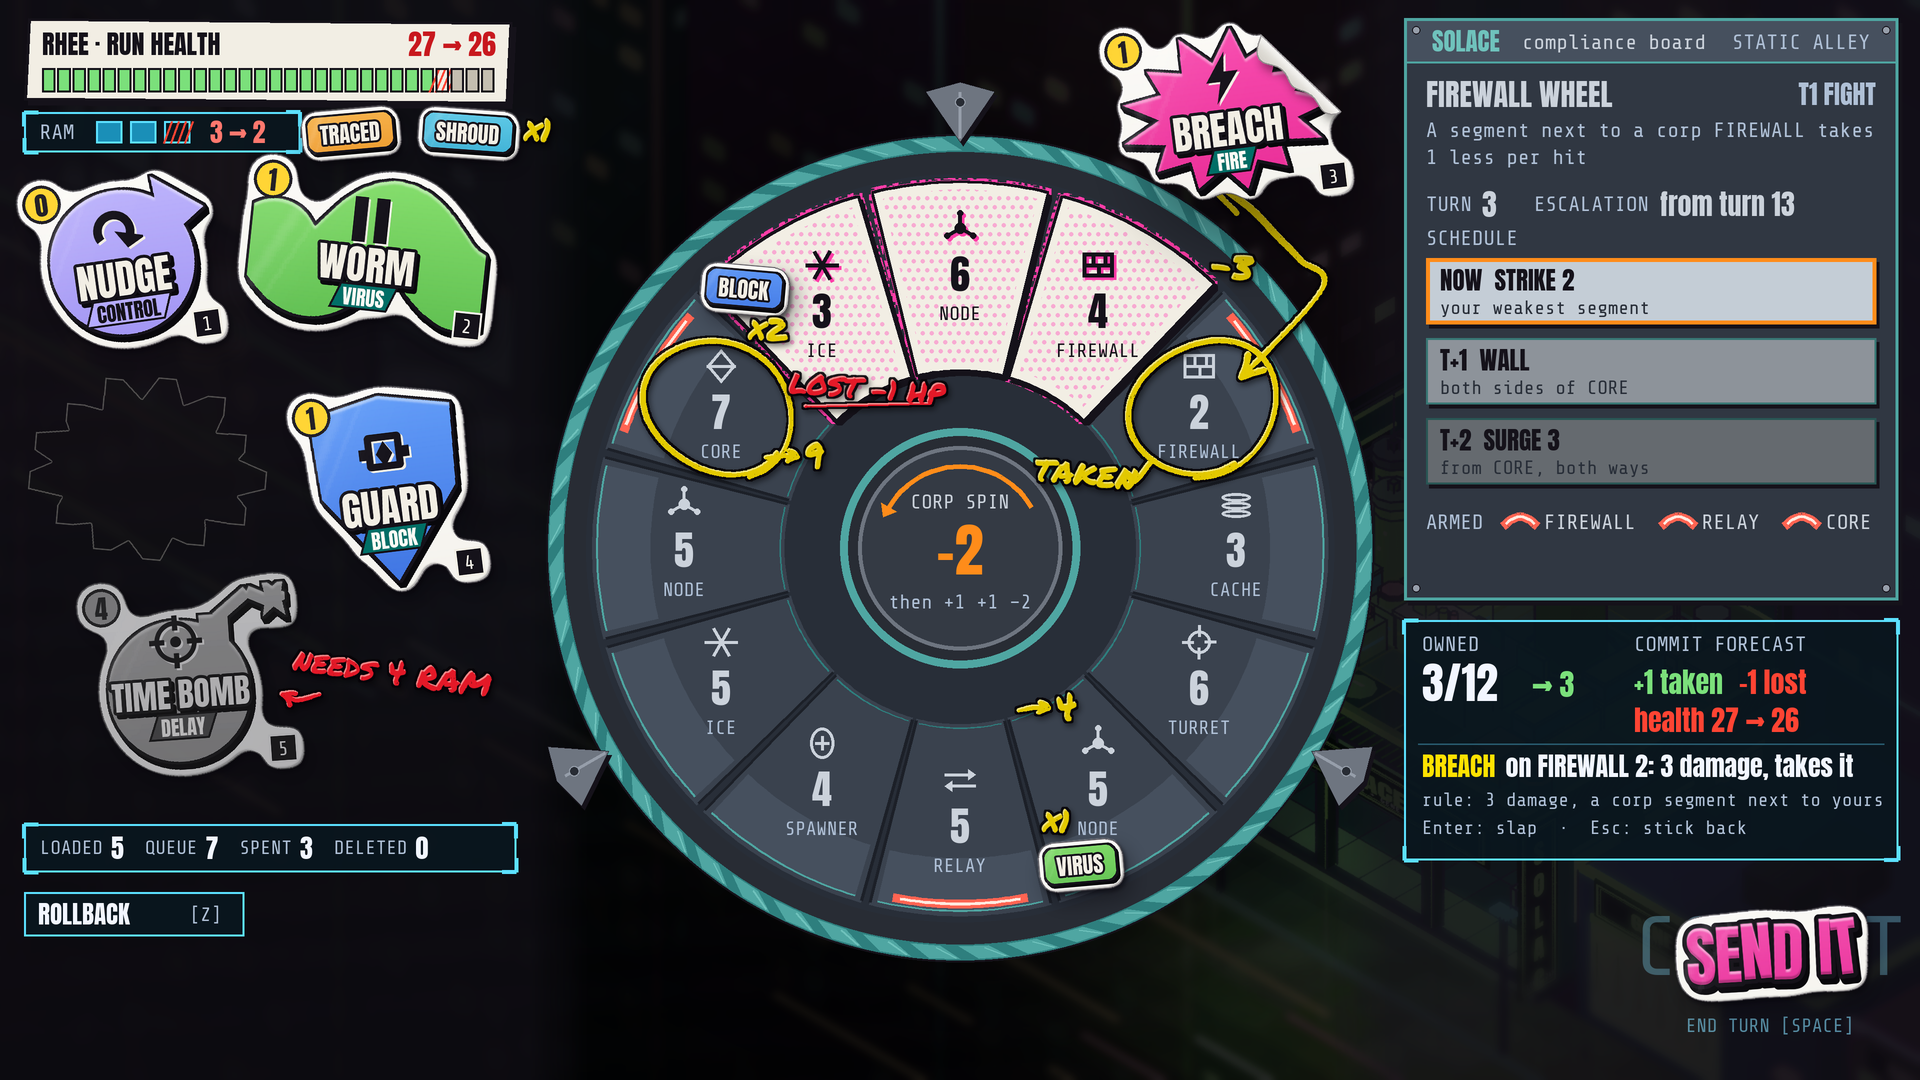 RHEE · RUN HEALTH 27 → 26
RAM 3 → 2
TRACED
SHROUD x1
0
NUDGE
CONTROL
1
1
WORM
VIRUS
2
1
GUARD
BLOCK
4
4
TIME BOMB
DELAY
5
NEEDS 4 RAM
LOADED 5 QUEUE 7 SPENT 3 DELETED 0
ROLLBACK [Z]
1
BREACH
FIRE
3
-3
BLOCK
x2
3
ICE
6
NODE
4
FIREWALL
LOST -1 HP
7
CORE
→9
2
FIREWALL
TAKEN
5
NODE
3
CACHE
5
ICE
6
TURRET
4
SPAWNER
5
RELAY
→4
5
NODE
x1
VIRUS
CORP SPIN
-2
then +1 +1 -2
SOLACE compliance board STATIC ALLEY
FIREWALL WHEEL T1 FIGHT
A segment next to a corp FIREWALL takes
1 less per hit
TURN 3 ESCALATION from turn 13
SCHEDULE
NOW STRIKE 2
your weakest segment
T+1 WALL
both sides of CORE
T+2 SURGE 3
from CORE, both ways
ARMED FIREWALL RELAY CORE
OWNED COMMIT FORECAST
3/12 → 3 +1 taken -1 lost
health 27 → 26
BREACH on FIREWALL 2: 3 damage, takes it
rule: 3 damage, a corp segment next to yours
Enter: slap · Esc: stick back
SEND IT
END TURN [SPACE]